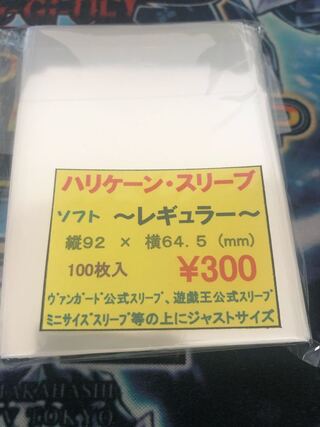 ハリケーン・スリーブ
ソフト ～レギュラー～
縦92 × 横64.5 (mm)
100枚入 ¥300
ヴァンガード公式スリーブ、遊戯王公式スリーブ
ミニサイズスリーブ等の上にジャストサイズ
TAKAHASHI
TV TOKYO